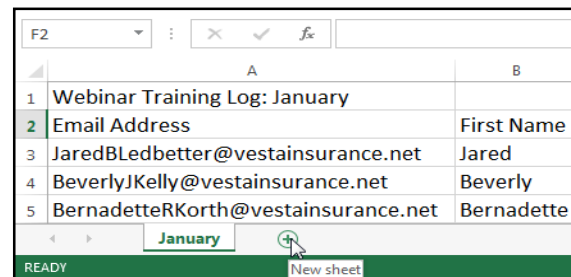 F2 fx
A B
1 Webinar Training Log: January
2 Email Address First Name
3 JaredBLedbetter@vestainsurance.net Jared
4 BeverlyJKelly@vestainsurance.net Beverly
5 BernadetteRKorth@vestainsurance.net Bernadette
January
READY New sheet